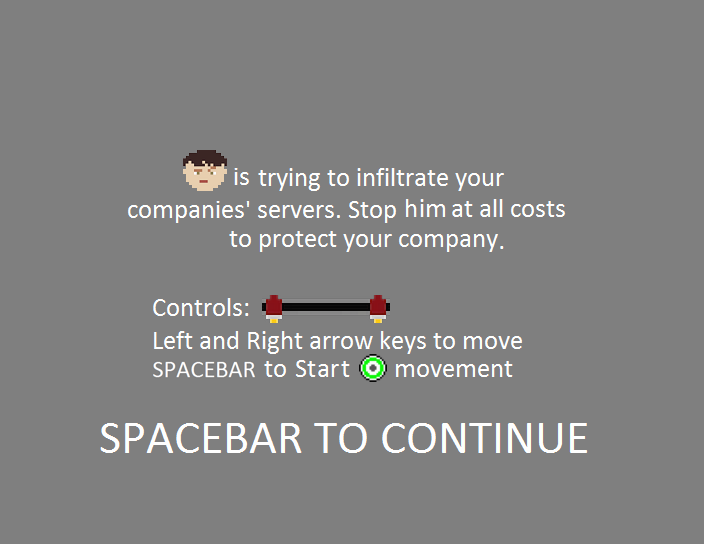 is trying to infiltrate your
companies' servers. Stop him at all costs
to protect your company.
Controls:
Left and Right arrow keys to move
SPACEBAR to Start movement
SPACEBAR TO CONTINUE